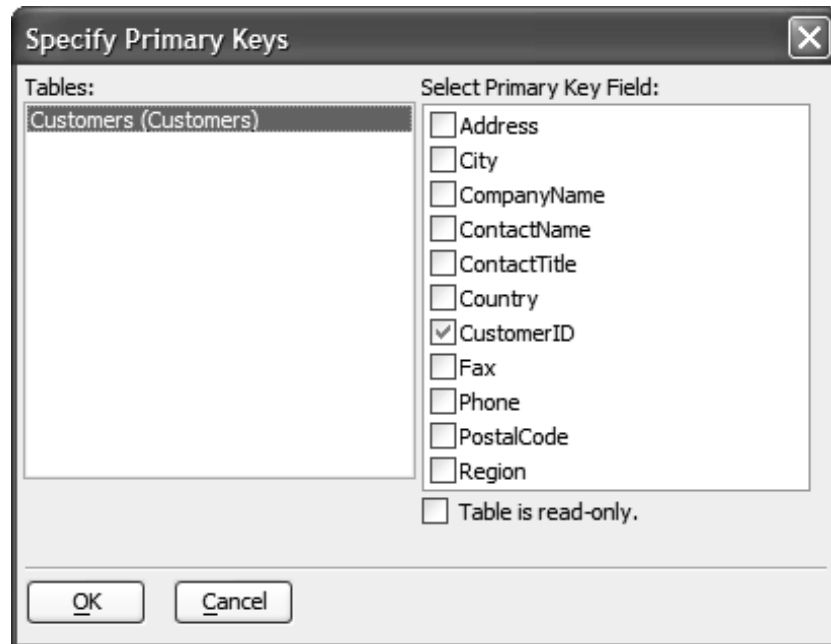 Specify Primary Keys
Tables:
Customers (Customers)
Select Primary Key Field:
Address
City
CompanyName
ContactName
ContactTitle
Country
CustomerID
Fax
Phone
PostalCode
Region
Table is read-only.
OK
Cancel